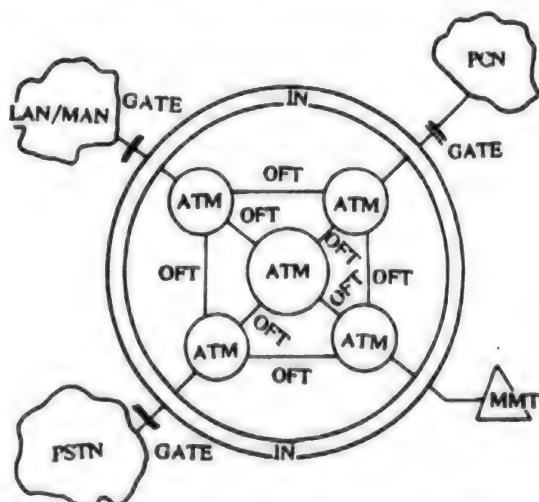 PCN
LAN/MAN
GATE
IN
GATE
OFT
ATM
ATM
OFT
OFT
OFT
ATM
OFT
OFT
OFT
ATM
ATM
OFT
MMT
PSTN
GATE
IN